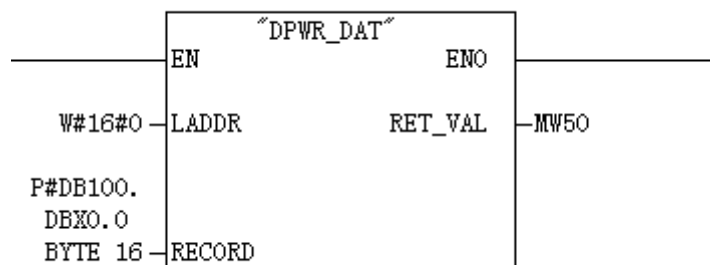 "DPWR_DAT"
EN ENO
W#16#0 LADDR RET_VAL MW50
P#DB100.
DBX0.0
BYTE 16 RECORD